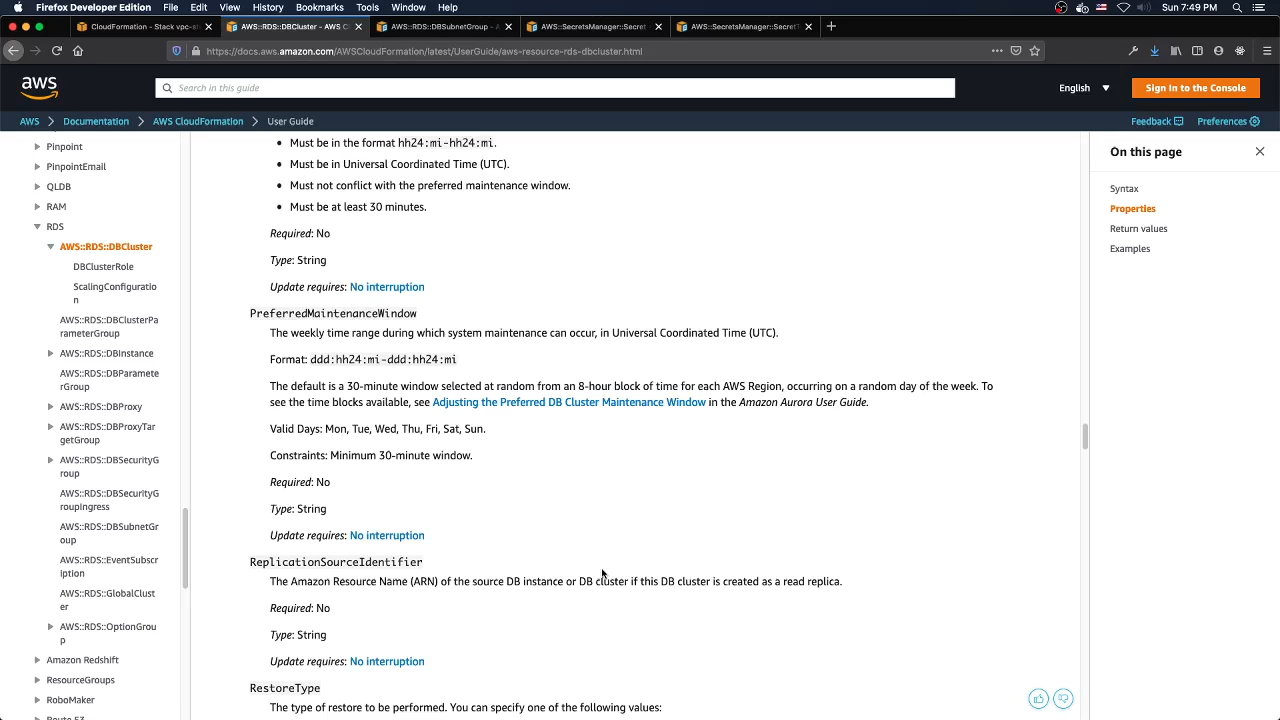 Firefox Developer Edition File Edit View History Bookmarks Tools Window Help
Sun 7:49 PM
CloudFormation - Stack vpc-st
AWS::RDS::DBCluster - AWS C
AWS::RDS::DBSubnetGroup - A
AWS::SecretsManager::Secret
AWS::SecretsManager::SecretT
https://docs.aws.amazon.com/AWSCloudFormation/latest/UserGuide/aws-resource-rds-dbcluster.html
aws
Search in this guide
English
Sign In to the Console
AWS > Documentation > AWS CloudFormation > User Guide
Feedback
Preferences
Pinpoint
PinpointEmail
QLDB
RAM
RDS
AWS::RDS::DBCluster
DBClusterRole
ScalingConfiguratio
n
AWS::RDS::DBClusterPa
rameterGroup
AWS::RDS::DBInstance
AWS::RDS::DBParamete
rGroup
AWS::RDS::DBProxy
AWS::RDS::DBProxyTar
getGroup
AWS::RDS::DBSecurityG
roup
AWS::RDS::DBSecurityG
roupIngress
AWS::RDS::DBSubnetGr
oup
AWS::RDS::EventSubscr
iption
AWS::RDS::GlobalClust
er
AWS::RDS::OptionGrou
p
Amazon Redshift
ResourceGroups
RoboMaker
Route 53
• Must be in the format hh24:mi-hh24:mi.
• Must be in Universal Coordinated Time (UTC).
• Must not conflict with the preferred maintenance window.
• Must be at least 30 minutes.
Required: No
Type: String
Update requires: No interruption
PreferredMaintenanceWindow
The weekly time range during which system maintenance can occur, in Universal Coordinated Time (UTC).
Format: ddd:hh24:mi-ddd:hh24:mi
The default is a 30-minute window selected at random from an 8-hour block of time for each AWS Region, occurring on a random day of the week. To
see the time blocks available, see Adjusting the Preferred DB Cluster Maintenance Window in the Amazon Aurora User Guide.
Valid Days: Mon, Tue, Wed, Thu, Fri, Sat, Sun.
Constraints: Minimum 30-minute window.
Required: No
Type: String
Update requires: No interruption
ReplicationSourceIdentifier
The Amazon Resource Name (ARN) of the source DB instance or DB cluster if this DB cluster is created as a read replica.
Required: No
Type: String
Update requires: No interruption
RestoreType
The type of restore to be performed. You can specify one of the following values:
On this page
Syntax
Properties
Return values
Examples